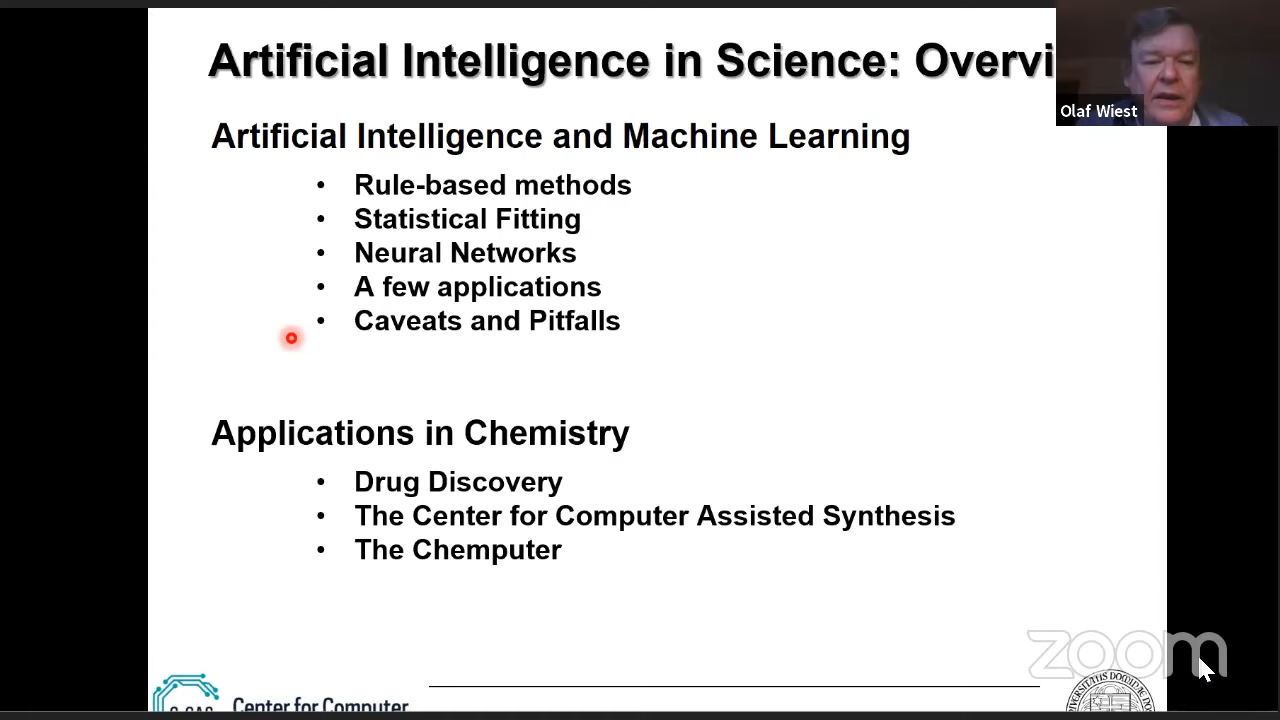 Artificial Intelligence in Science: Overvi
Olaf Wiest
Artificial Intelligence and Machine Learning
• Rule-based methods
• Statistical Fitting
• Neural Networks
• A few applications
• Caveats and Pitfalls
Applications in Chemistry
• Drug Discovery
• The Center for Computer Assisted Synthesis
• The Chemputer
zoom
Center for Computer